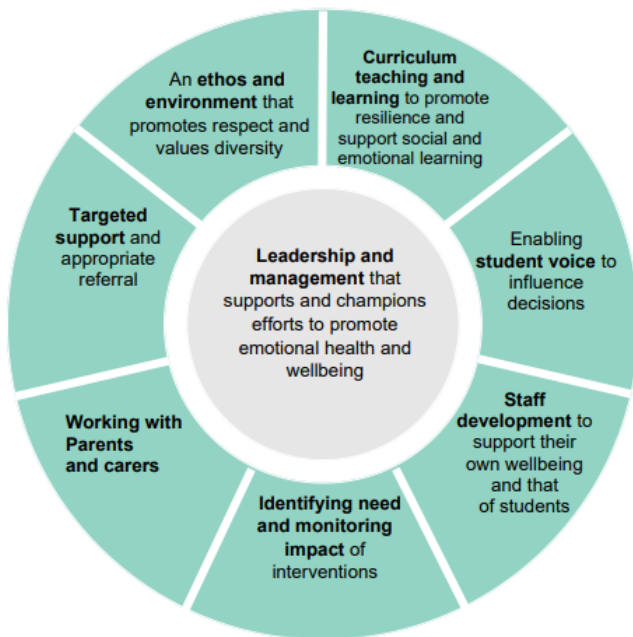 An ethos and
environment that
promotes respect and
values diversity
Curriculum
teaching and
learning to promote
resilience and
support social and
emotional learning
Enabling
student voice to
influence
decisions
Staff
development to
support their
own wellbeing
and that
of students
Identifying need
and monitoring
impact of
interventions
Working with
Parents
and carers
Targeted
support and
appropriate
referral
Leadership and
management that
supports and champions
efforts to promote
emotional health and
wellbeing